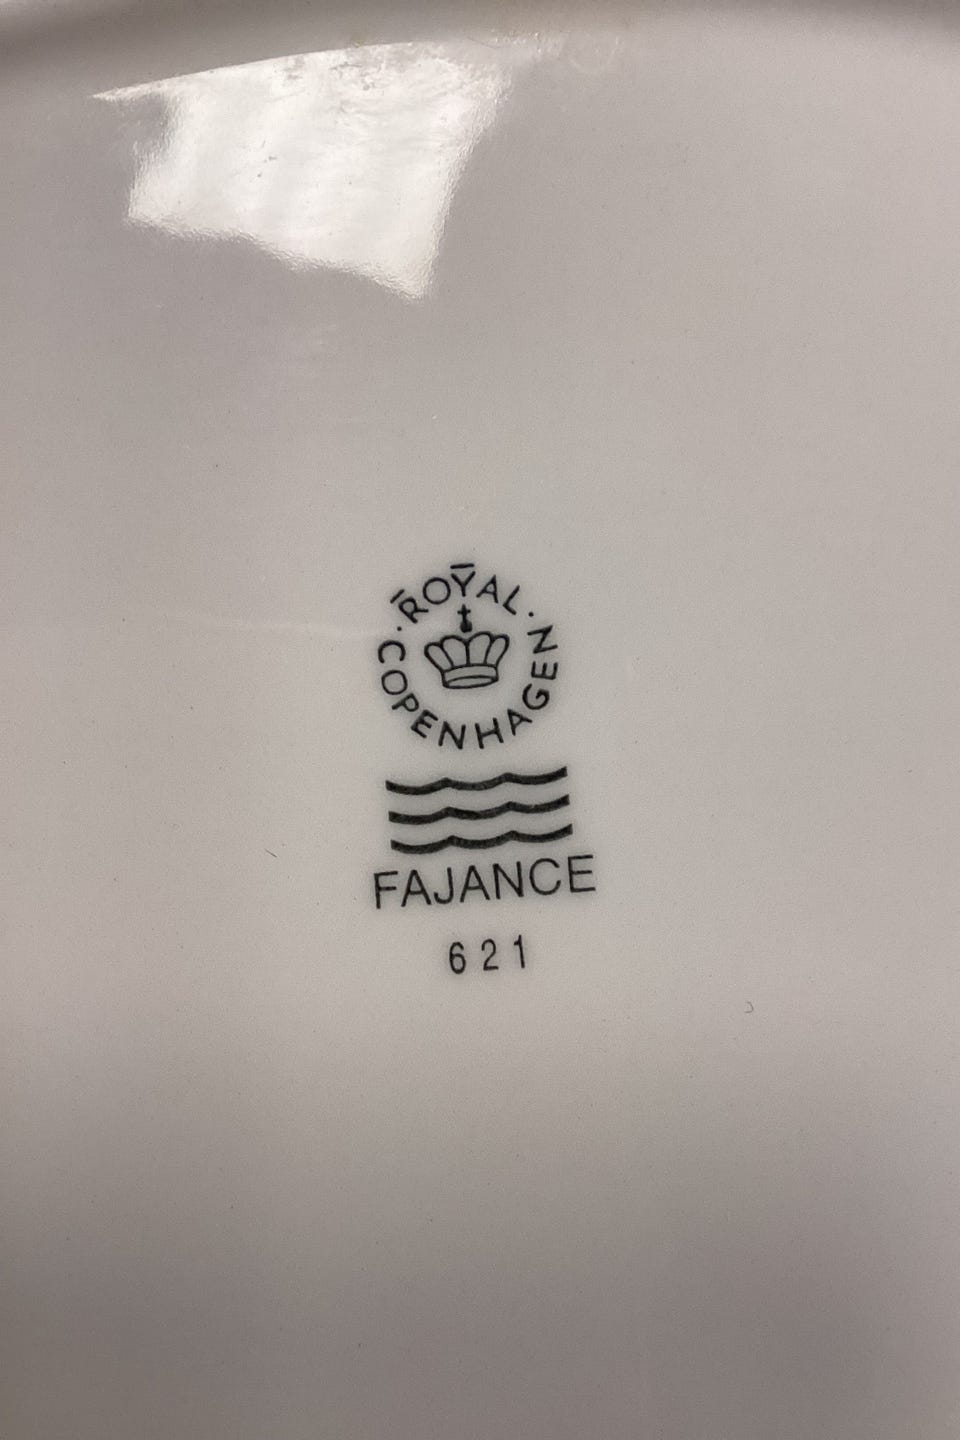 ROYAL
COPENHAGEN
FAJANCE
621